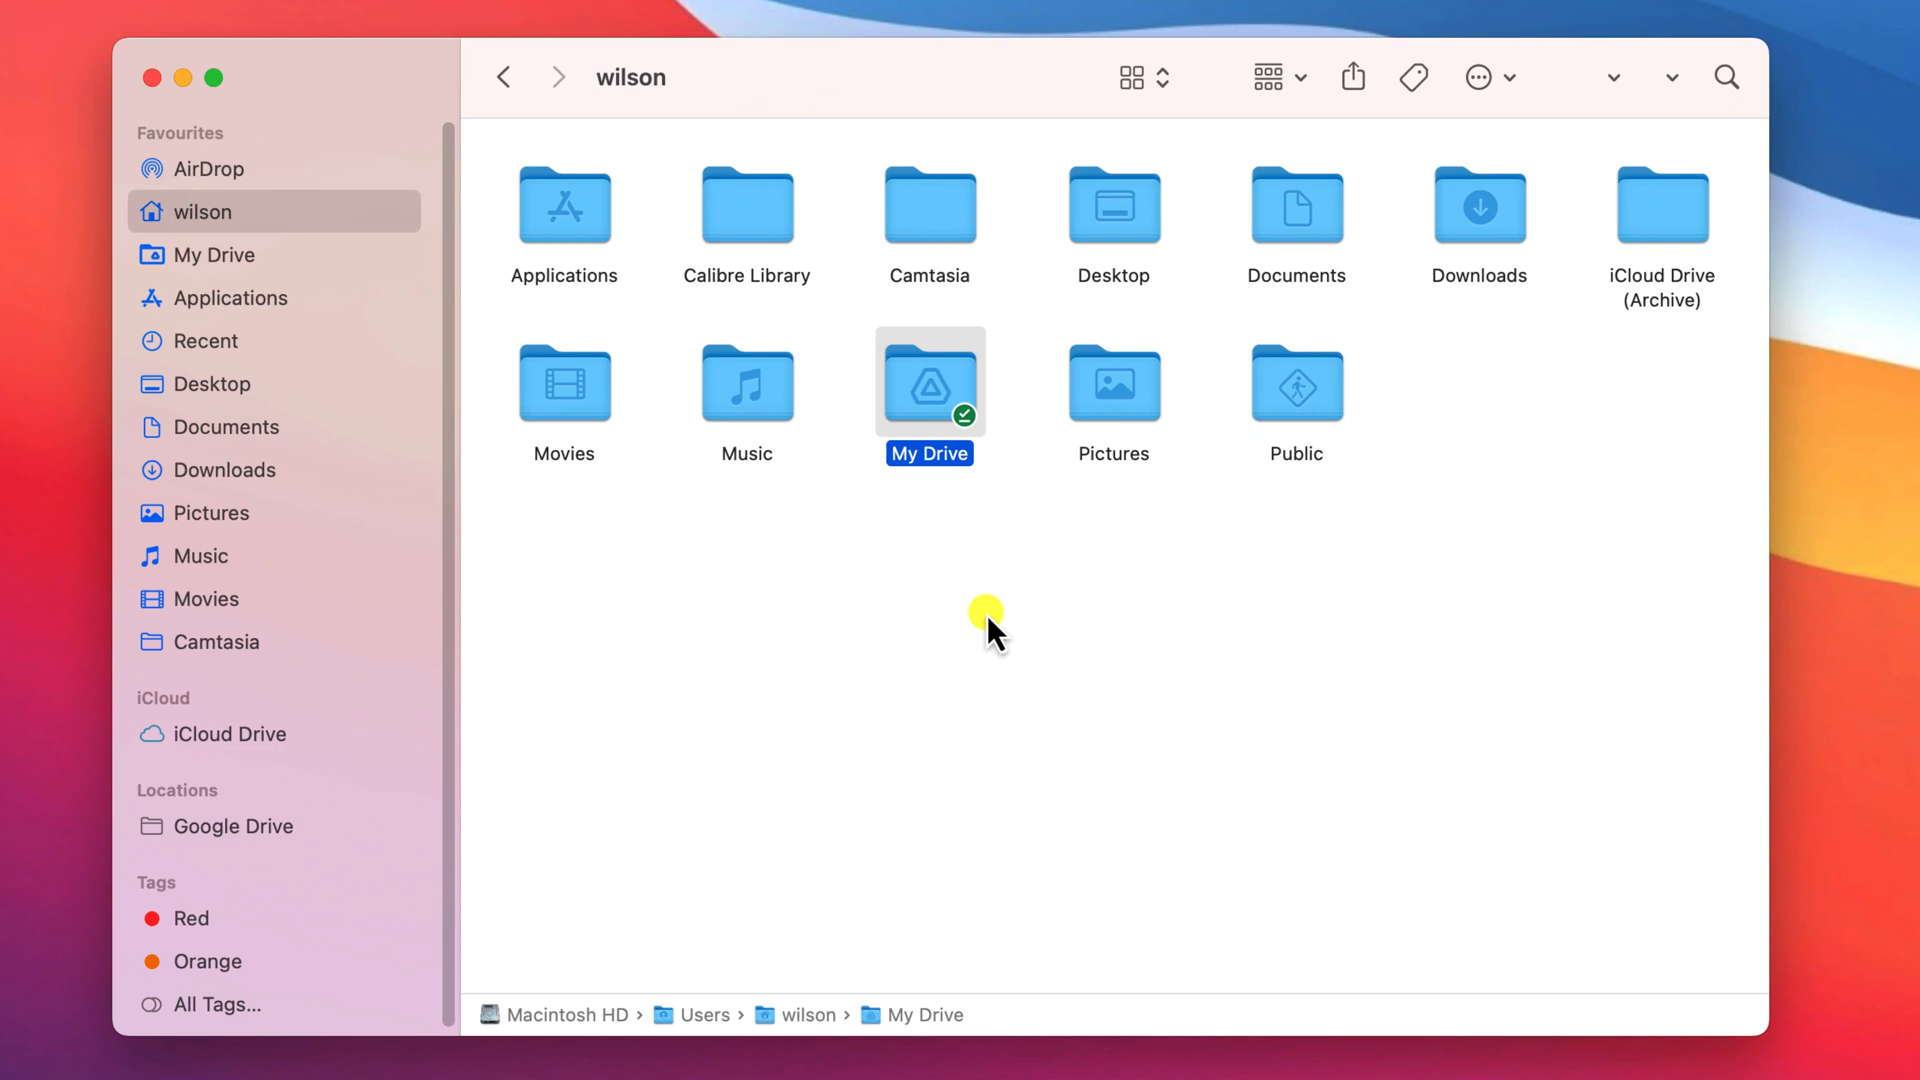 wilson
Favourites
AirDrop
wilson
My Drive
Applications
Recent
Desktop
Documents
Downloads
Pictures
Music
Movies
Camtasia
iCloud
iCloud Drive
Locations
Google Drive
Tags
Red
Orange
All Tags...
Applications
Calibre Library
Camtasia
Desktop
Documents
Downloads
iCloud Drive
(Archive)
Movies
Music
My Drive
Pictures
Public
Macintosh HD › Users › wilson › My Drive